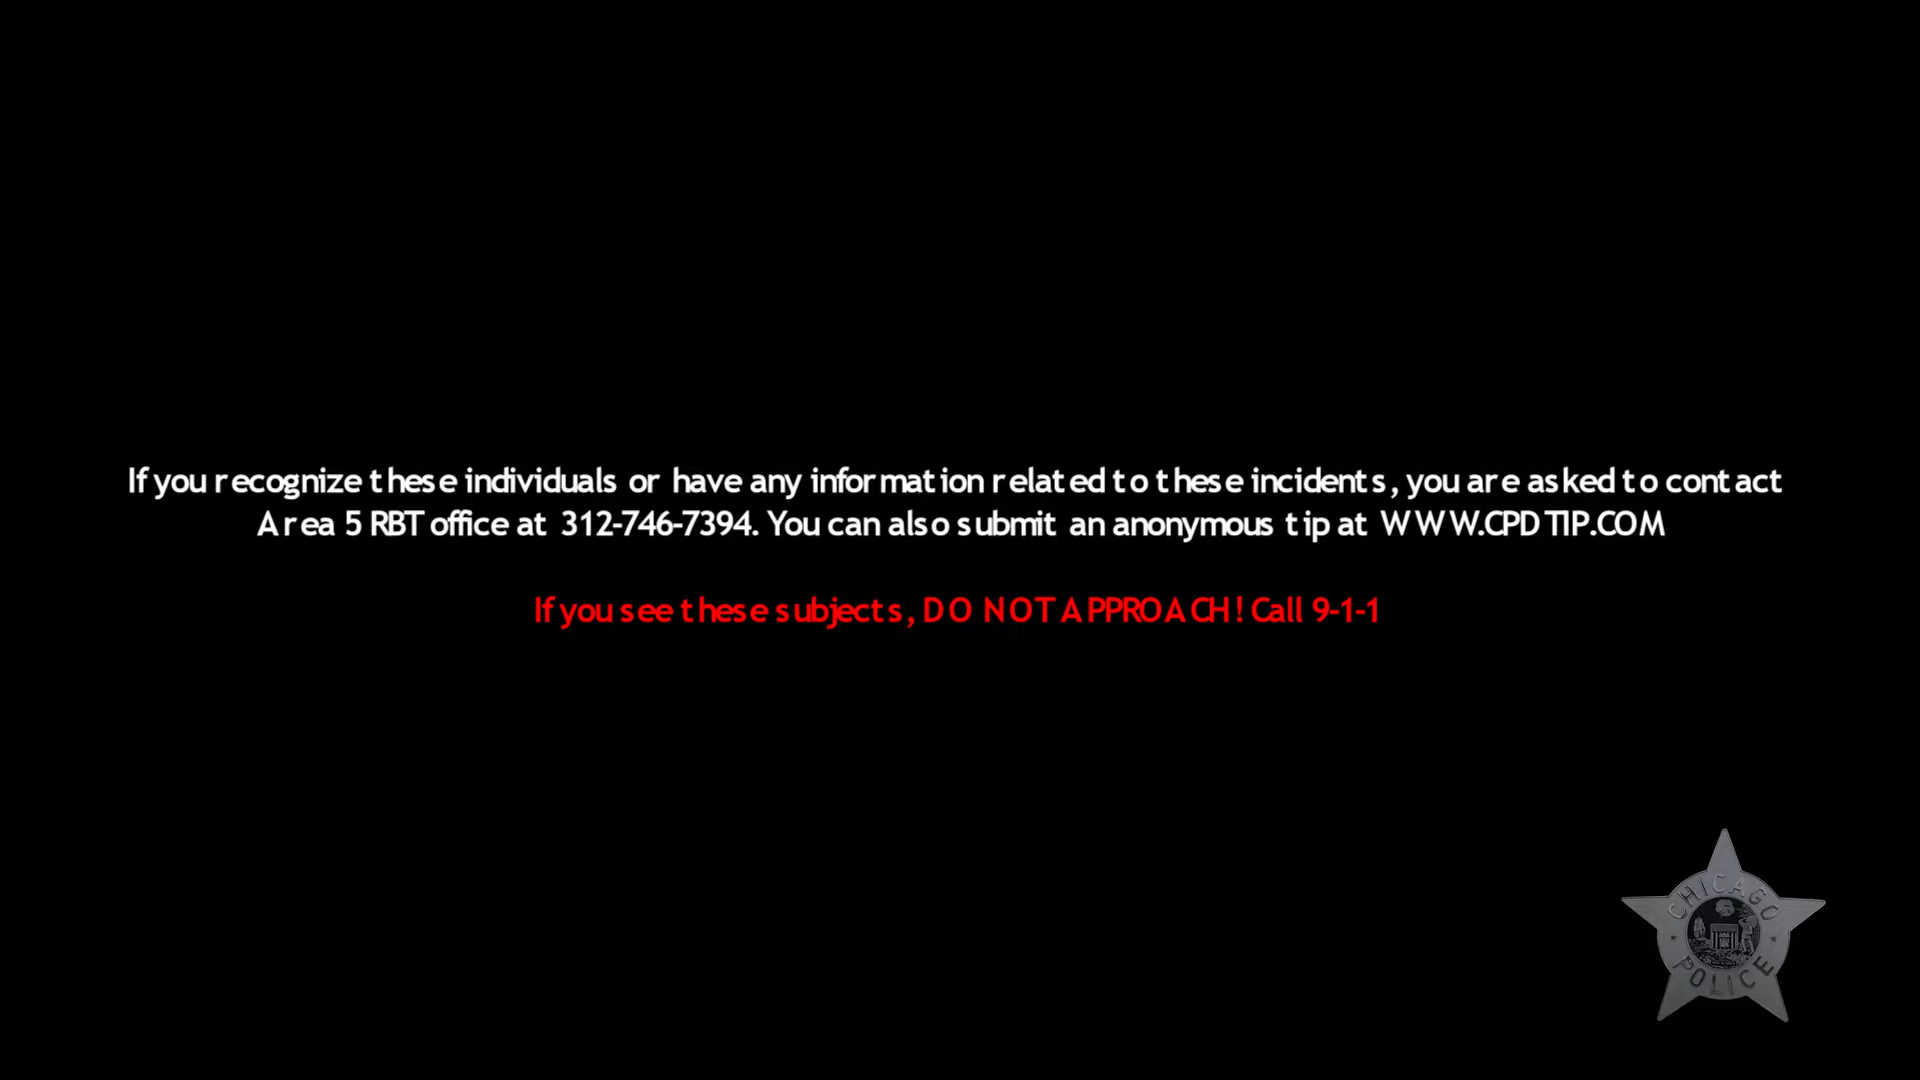 If you recognize these individuals or have any information related to these incidents, you are asked to contact
Area 5 RBT office at 312-746-7394. You can also submit an anonymous tip at WWW.CPDTIP.COM
If you see these subjects, DO NOT APPROACH! Call 9-1-1
CHICAGO
POLICE